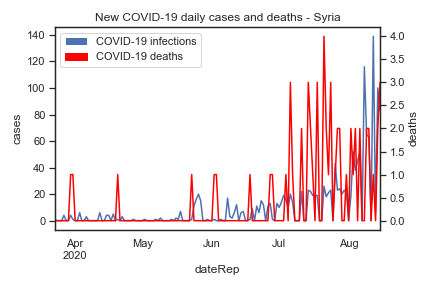 New COVID-19 daily cases and deaths - Syria
COVID-19 infections
COVID-19 deaths
140
120
100
80
60
40
20
0
cases
4.0
3.5
3.0
2.5
2.0
1.5
1.0
0.5
0.0
deaths
Apr
2020
May
Jun
Jul
Aug
dateRep